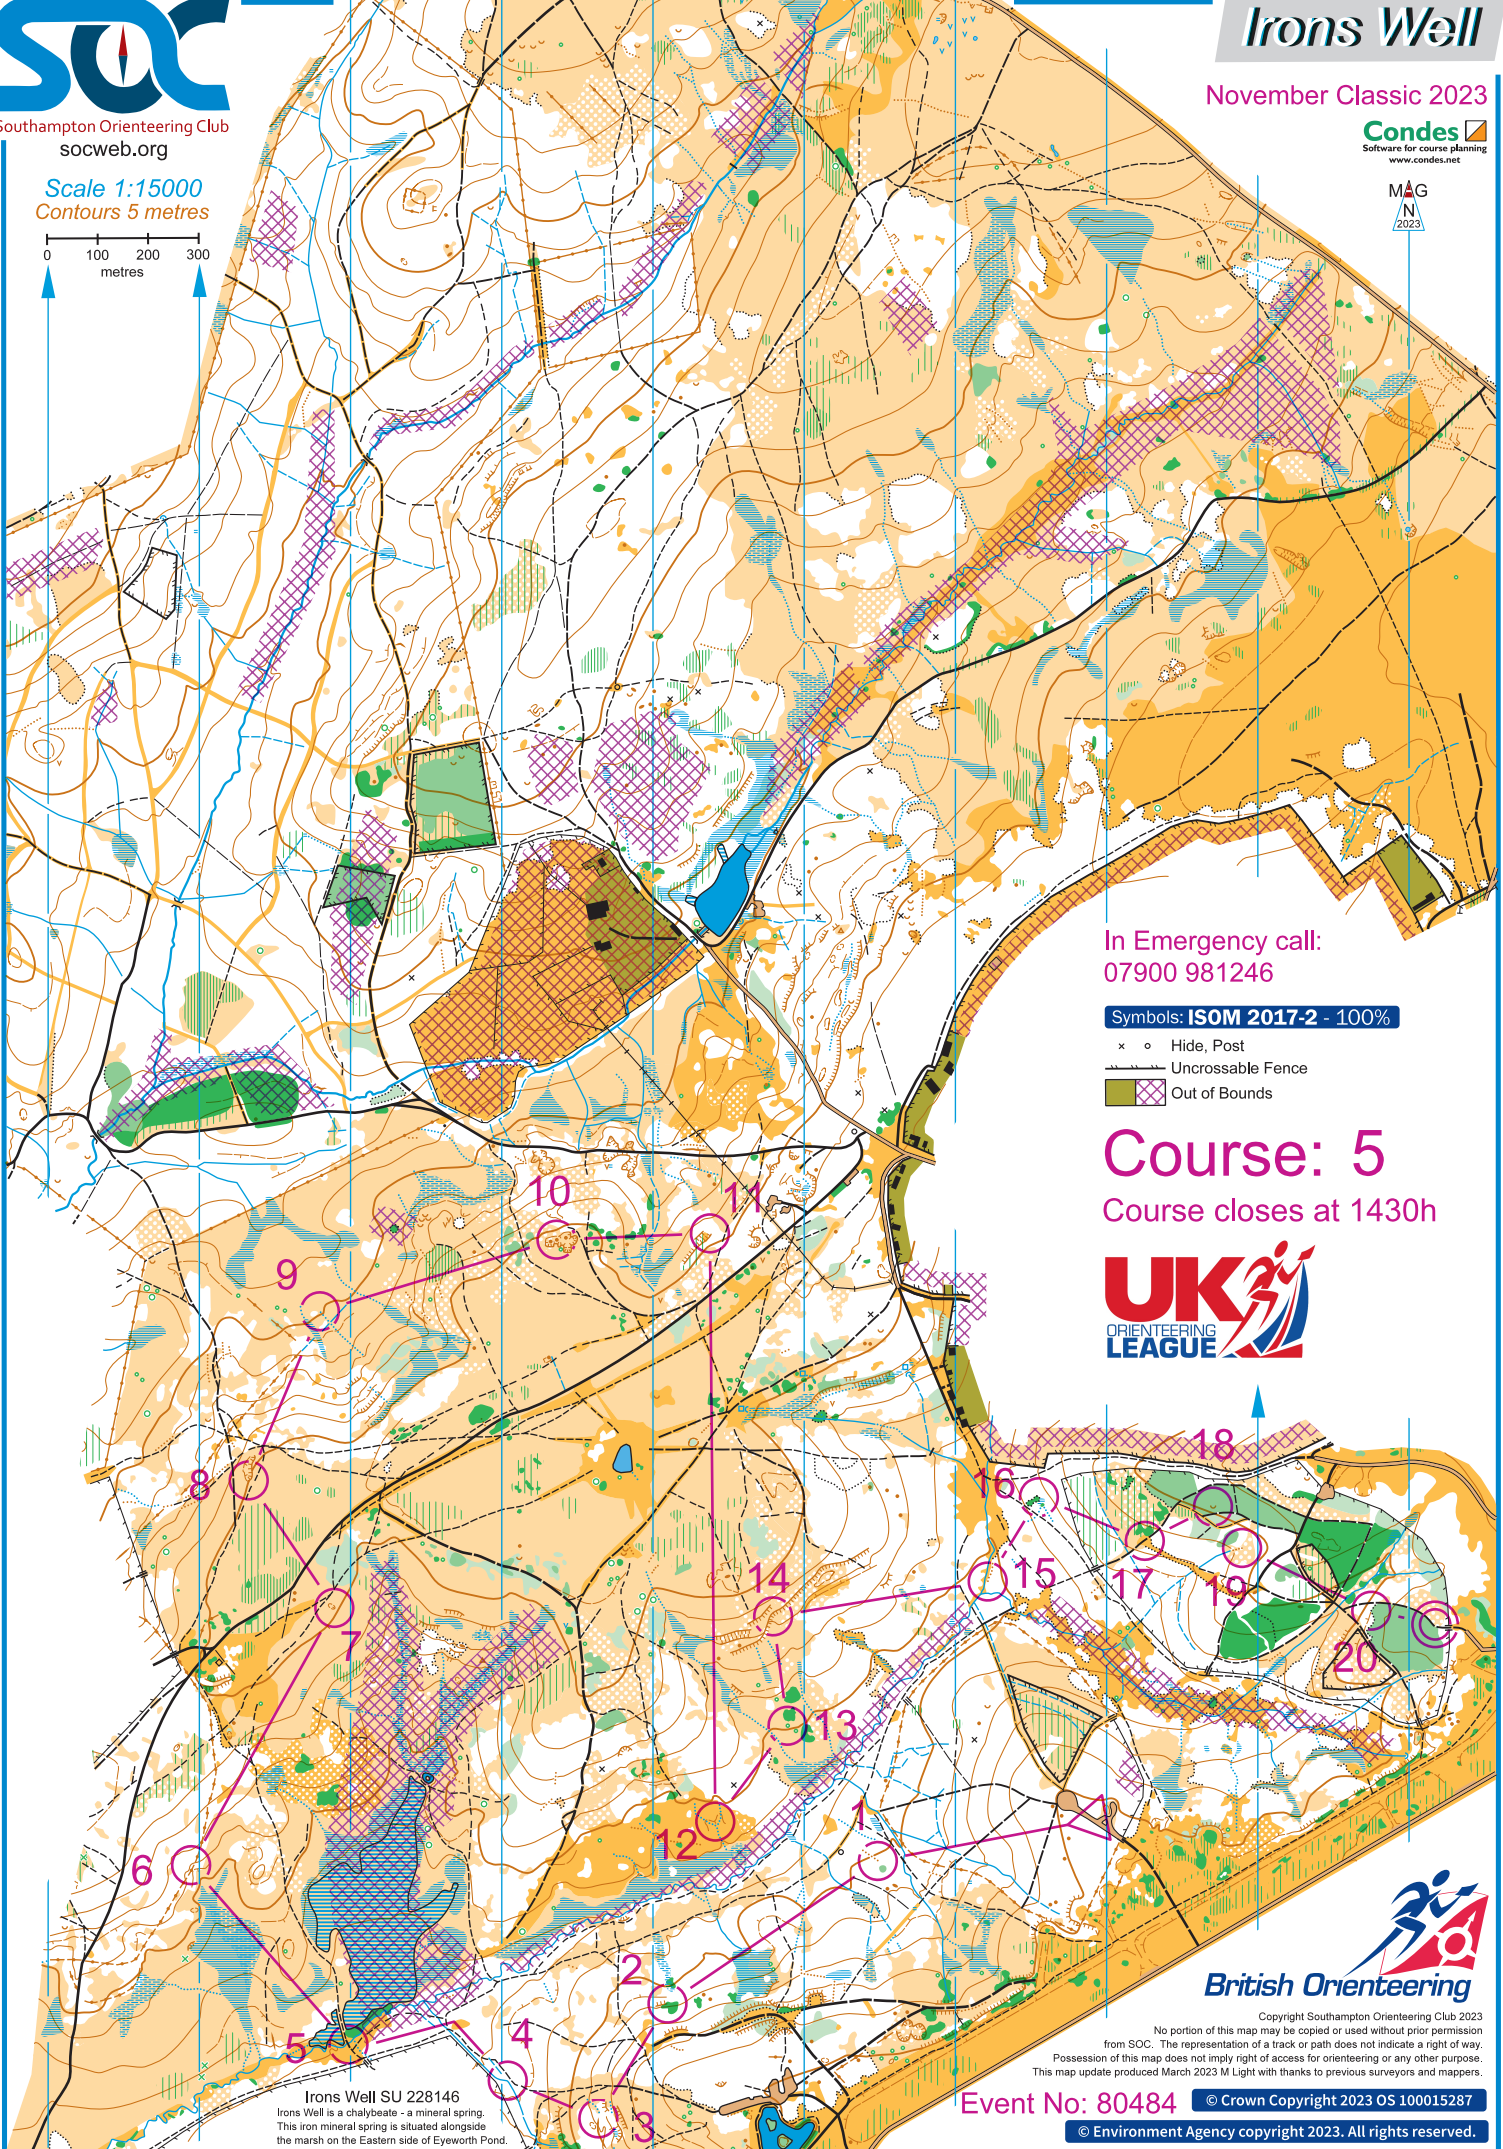 SOC
Southampton Orienteering Club
socweb.org
Scale 1:15000
Contours 5 metres
0 100 200 300
metres
Irons Well
November Classic 2023
Condes
Software for course planning
www.condes.net
MAG
N
2023
In Emergency call:
07900 981246
Symbols: ISOM 2017-2 - 100%
Hide, Post
Uncrossable Fence
Out of Bounds
Course: 5
Course closes at 1430h
UK
ORIENTEERING
LEAGUE
10
11
9
8
18
16
14
15
17
19
7
20
13
12
1
6
2
4
5
3
Irons Well SU 228146
Irons Well is a chalybeate - a mineral spring.
This iron mineral spring is situated alongside
the marsh on the Eastern side of Eyeworth Pond.
British Orienteering
Copyright Southampton Orienteering Club 2023
No portion of this map may be copied or used without prior permission
from SOC. The representation of a track or path does not indicate a right of way.
Possession of this map does not imply right of access for orienteering or any other purpose.
This map update produced March 2023 M Light with thanks to previous surveyors and mappers.
Event No: 80484
© Crown Copyright 2023 OS 100015287
© Environment Agency copyright 2023. All rights reserved.